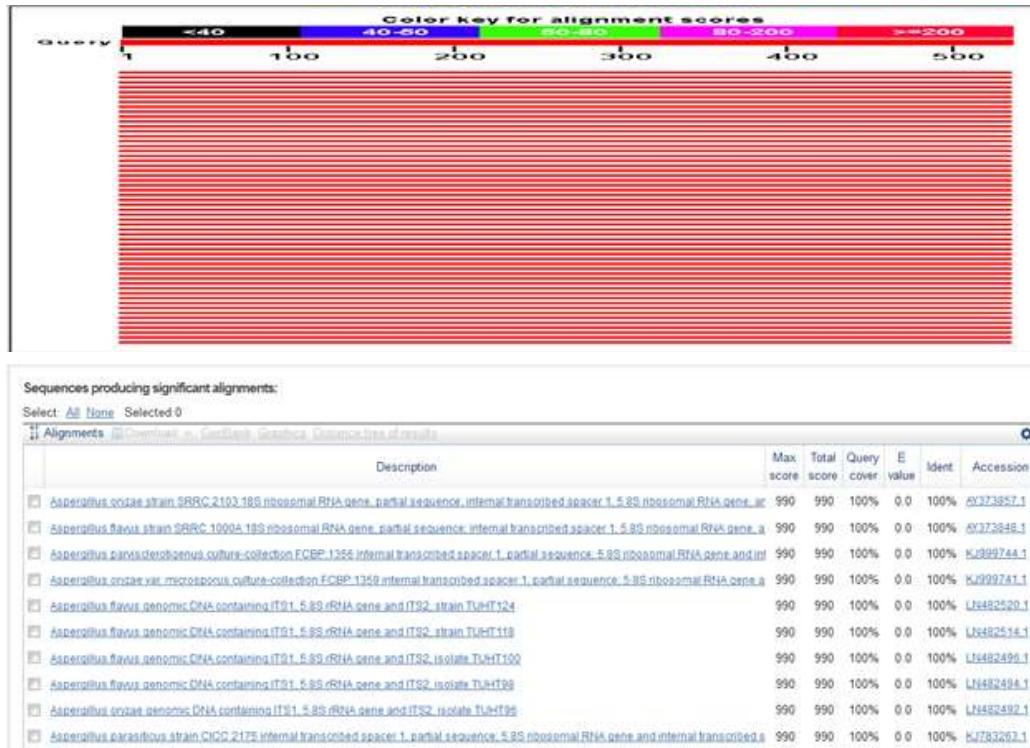 Color key for alignment scores
<40 40-50 50-80 80-200 >=200
Query
1 100 200 300 400 500
Sequences producing significant alignments:
Select: All None Selected:0
Alignments Download GenBank Graphics Distance tree of results
Description Max score Total score Query cover E value Ident Accession
Aspergillus oryzae strain SRRC 2103 18S ribosomal RNA gene, partial sequence; internal transcribed spacer 1, 5.8S ribosomal RNA gene, ar 990 990 100% 0.0 100% AY373857.1
Aspergillus flavus strain SRRC 1000A 18S ribosomal RNA gene, partial sequence; internal transcribed spacer 1, 5.8S ribosomal RNA gene, a 990 990 100% 0.0 100% AY373848.1
Aspergillus parvisclerotigenus culture-collection FCBP:1356 internal transcribed spacer 1, partial sequence; 5.8S ribosomal RNA gene and int 990 990 100% 0.0 100% KJ999744.1
Aspergillus oryzae var. microsporus culture-collection FCBP:1359 internal transcribed spacer 1, partial sequence; 5.8S ribosomal RNA gene a 990 990 100% 0.0 100% KJ999741.1
Aspergillus flavus genomic DNA containing ITS1, 5.8S rRNA gene and ITS2, strain TUHT124 990 990 100% 0.0 100% LN482520.1
Aspergillus flavus genomic DNA containing ITS1, 5.8S rRNA gene and ITS2, strain TUHT118 990 990 100% 0.0 100% LN482514.1
Aspergillus flavus genomic DNA containing ITS1, 5.8S rRNA gene and ITS2, isolate TUHT100 990 990 100% 0.0 100% LN482496.1
Aspergillus flavus genomic DNA containing ITS1, 5.8S rRNA gene and ITS2, isolate TUHT98 990 990 100% 0.0 100% LN482494.1
Aspergillus oryzae genomic DNA containing ITS1, 5.8S rRNA gene and ITS2, isolate TUHT96 990 990 100% 0.0 100% LN482492.1
Aspergillus parasiticus strain CICC 2175 internal transcribed spacer 1, partial sequence; 5.8S ribosomal RNA gene and internal transcribed s 990 990 100% 0.0 100% KJ783263.1